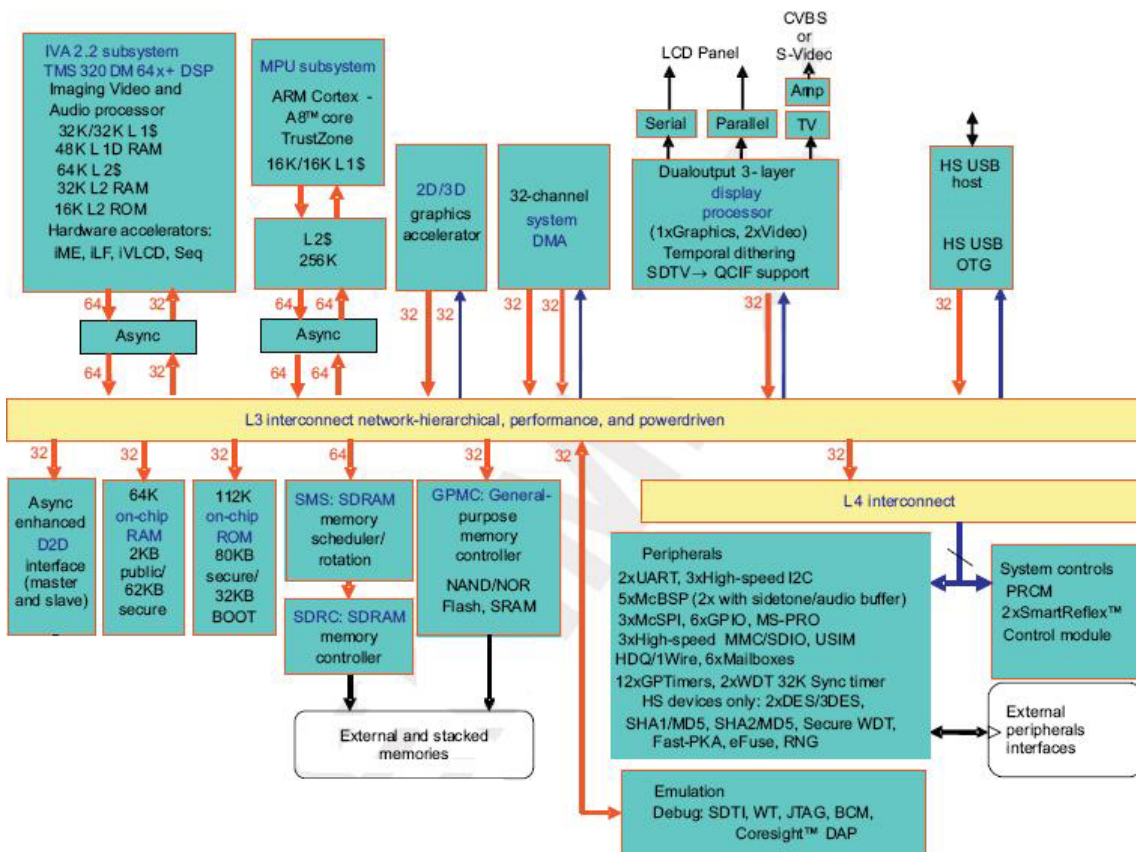 IVA 2.2 subsystem
TMS 320 DM 64x+ DSP
Imaging Video and
Audio processor
32K/32K L 1$
48K L 1D RAM
64K L 2$
32K L2 RAM
16K L2 ROM
Hardware accelerators:
iME, iLF, iVLCD, Seq
64
32
Async
64
32
MPU subsystem
ARM Cortex -
A8™ core
TrustZone
16K/16K L 1$
L 2$
256K
64
64
Async
64
64
2D/3D
graphics
accelerator
32
32
32-channel
system
DMA
32
32
LCD Panel
CVBS
or
S-Video
Amp
Serial
Parallel
TV
Dualoutput 3- layer
display
processor
(1xGraphics, 2xVideo)
Temporal dithering
SDTV→ QCIF support
32
HS USB
host
HS USB
OTG
32
L3 interconnect network-hierarchical, performance, and powerdriven
32
32
32
64
32
32
32
Async
enhanced
D2D
interface
(master
and slave)
64K
on-chip
RAM
2KB
public/
62KB
secure
112K
on-chip
ROM
80KB
secure/
32KB
BOOT
SMS: SDRAM
memory
scheduler/
rotation
SDRC: SDRAM
memory
controller
GPMC: General-
purpose
memory
controller
NAND/NOR
Flash, SRAM
External and stacked
memories
L4 interconnect
Peripherals
2xUART, 3xHigh-speed I2C
5xMcBSP (2x with sidetone/audio buffer)
3xMcSPI, 6xGPIO, MS-PRO
3xHigh-speed MMC/SDIO, USIM
HDQ/1Wire, 6xMailboxes
12xGPTimers, 2xWDT 32K Sync timer
HS devices only: 2xDES/3DES,
SHA1/MD5, SHA2/MD5, Secure WDT,
Fast-PKA, eFuse, RNG
System controls
PRCM
2xSmartReflex™
Control module
External
peripherals
interfaces
Emulation
Debug: SDTI, WT, JTAG, BCM,
Coresight™ DAP